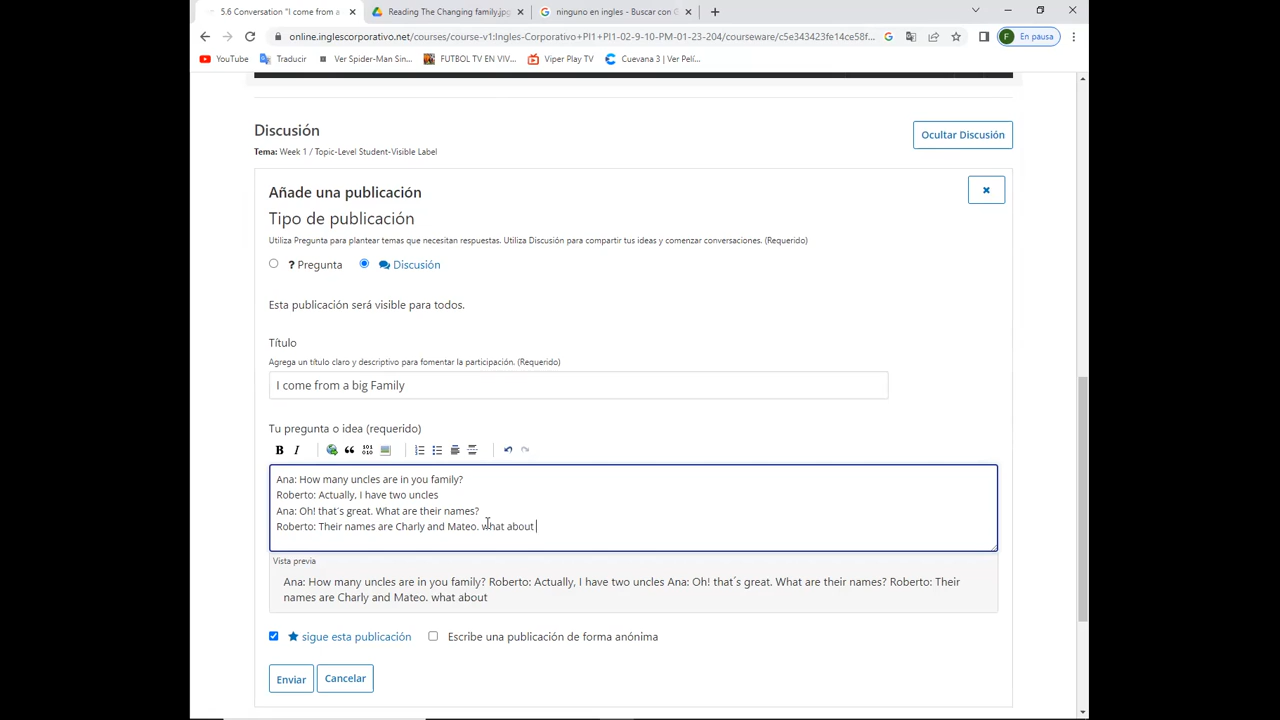 5.6 Conversation "I come from a
Reading The Changing family.jpg
ninguno en ingles - Buscar con G
online.inglescorporativo.net/courses/course-v1:Ingles-Corporativo+PI1+PI1-02-9-10-PM-01-23-204/courseware/c5e343423fe14ce58f...
F En pausa
YouTube
Traducir
Ver Spider-Man Sin...
FUTBOL TV EN VIV...
Viper Play TV
Cuevana 3 | Ver Pelí...
Discusión
Ocultar Discusión
Tema: Week 1 / Topic-Level Student-Visible Label
Añade una publicación
Tipo de publicación
Utiliza Pregunta para plantear temas que necesitan respuestas. Utiliza Discusión para compartir tus ideas y comenzar conversaciones. (Requerido)
? Pregunta
Discusión
Esta publicación será visible para todos.
Título
Agrega un título claro y descriptivo para fomentar la participación. (Requerido)
I come from a big Family
Tu pregunta o idea (requerido)
B I
Ana: How many uncles are in you family?
Roberto: Actually, I have two uncles
Ana: Oh! that´s great. What are their names?
Roberto: Their names are Charly and Mateo. what about
Vista previa
Ana: How many uncles are in you family? Roberto: Actually, I have two uncles Ana: Oh! that´s great. What are their names? Roberto: Their
names are Charly and Mateo. what about
sigue esta publicación
Escribe una publicación de forma anónima
Enviar
Cancelar